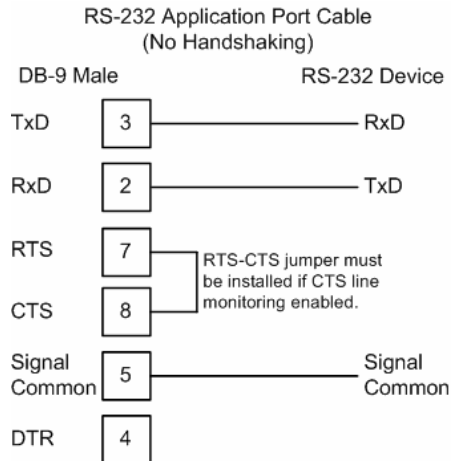 RS-232 Application Port Cable
(No Handshaking)
DB-9 Male RS-232 Device
TxD 3 RxD
RxD 2 TxD
RTS 7
RTS-CTS jumper must
be installed if CTS line
monitoring enabled.
CTS 8
Signal
Common 5 Signal
Common
DTR 4